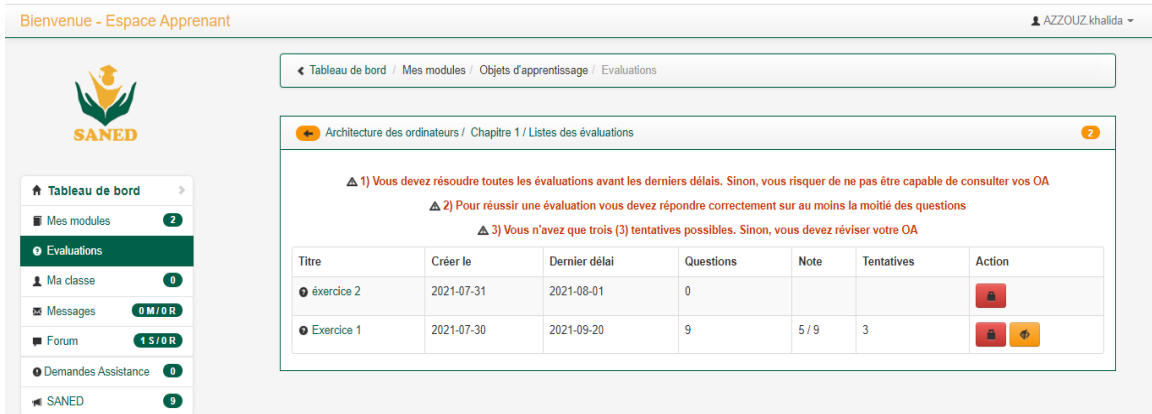 Bienvenue - Espace Apprenant
AZZOUZ.khalida
SANED
Tableau de bord
Mes modules 2
Evaluations
Ma classe 0
Messages 0 M / 0 R
Forum 1 S / 0 R
Demandes Assistance 0
SANED 9
Tableau de bord / Mes modules / Objets d'apprentissage / Evaluations
Architecture des ordinateurs / Chapitre 1 / Listes des évaluations 2
1) Vous devez résoudre toutes les évaluations avant les derniers délais. Sinon, vous risquer de ne pas être capable de consulter vos OA
2) Pour réussir une évaluation vous devez répondre correctement sur au moins la moitié des questions
3) Vous n'avez que trois (3) tentatives possibles. Sinon, vous devez réviser votre OA
Titre Créer le Dernier délai Questions Note Tentatives Action
éxercice 2 2021-07-31 2021-08-01 0
Exercice 1 2021-07-30 2021-09-20 9 5 / 9 3